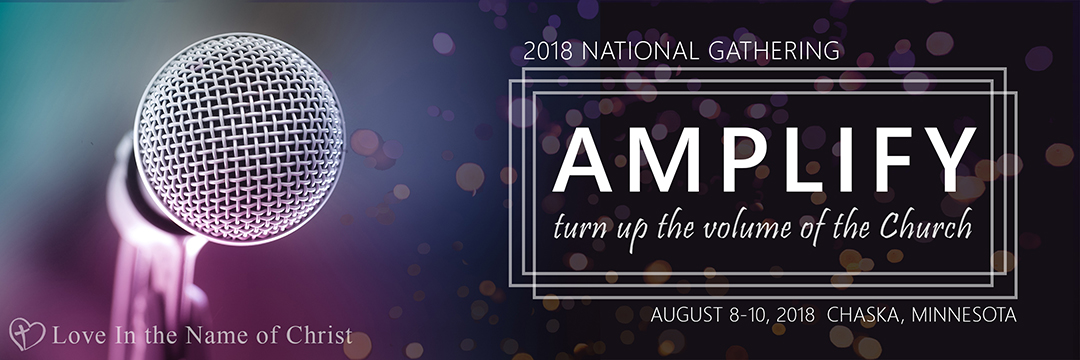 2018 NATIONAL GATHERING
AMPLIFY
turn up the volume of the Church
AUGUST 8-10, 2018 CHASKA, MINNESOTA
Love In the Name of Christ